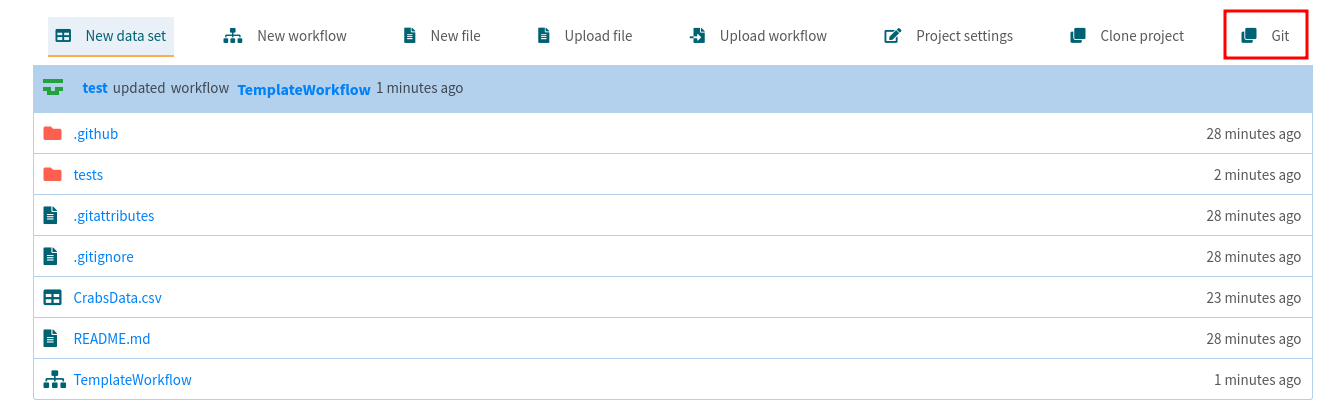 New data set New workflow New file Upload file Upload workflow Project settings Clone project Git
test updated workflow TemplateWorkflow 1 minutes ago
.github 28 minutes ago
tests 2 minutes ago
.gitattributes 28 minutes ago
.gitignore 28 minutes ago
CrabsData.csv 23 minutes ago
README.md 28 minutes ago
TemplateWorkflow 1 minutes ago